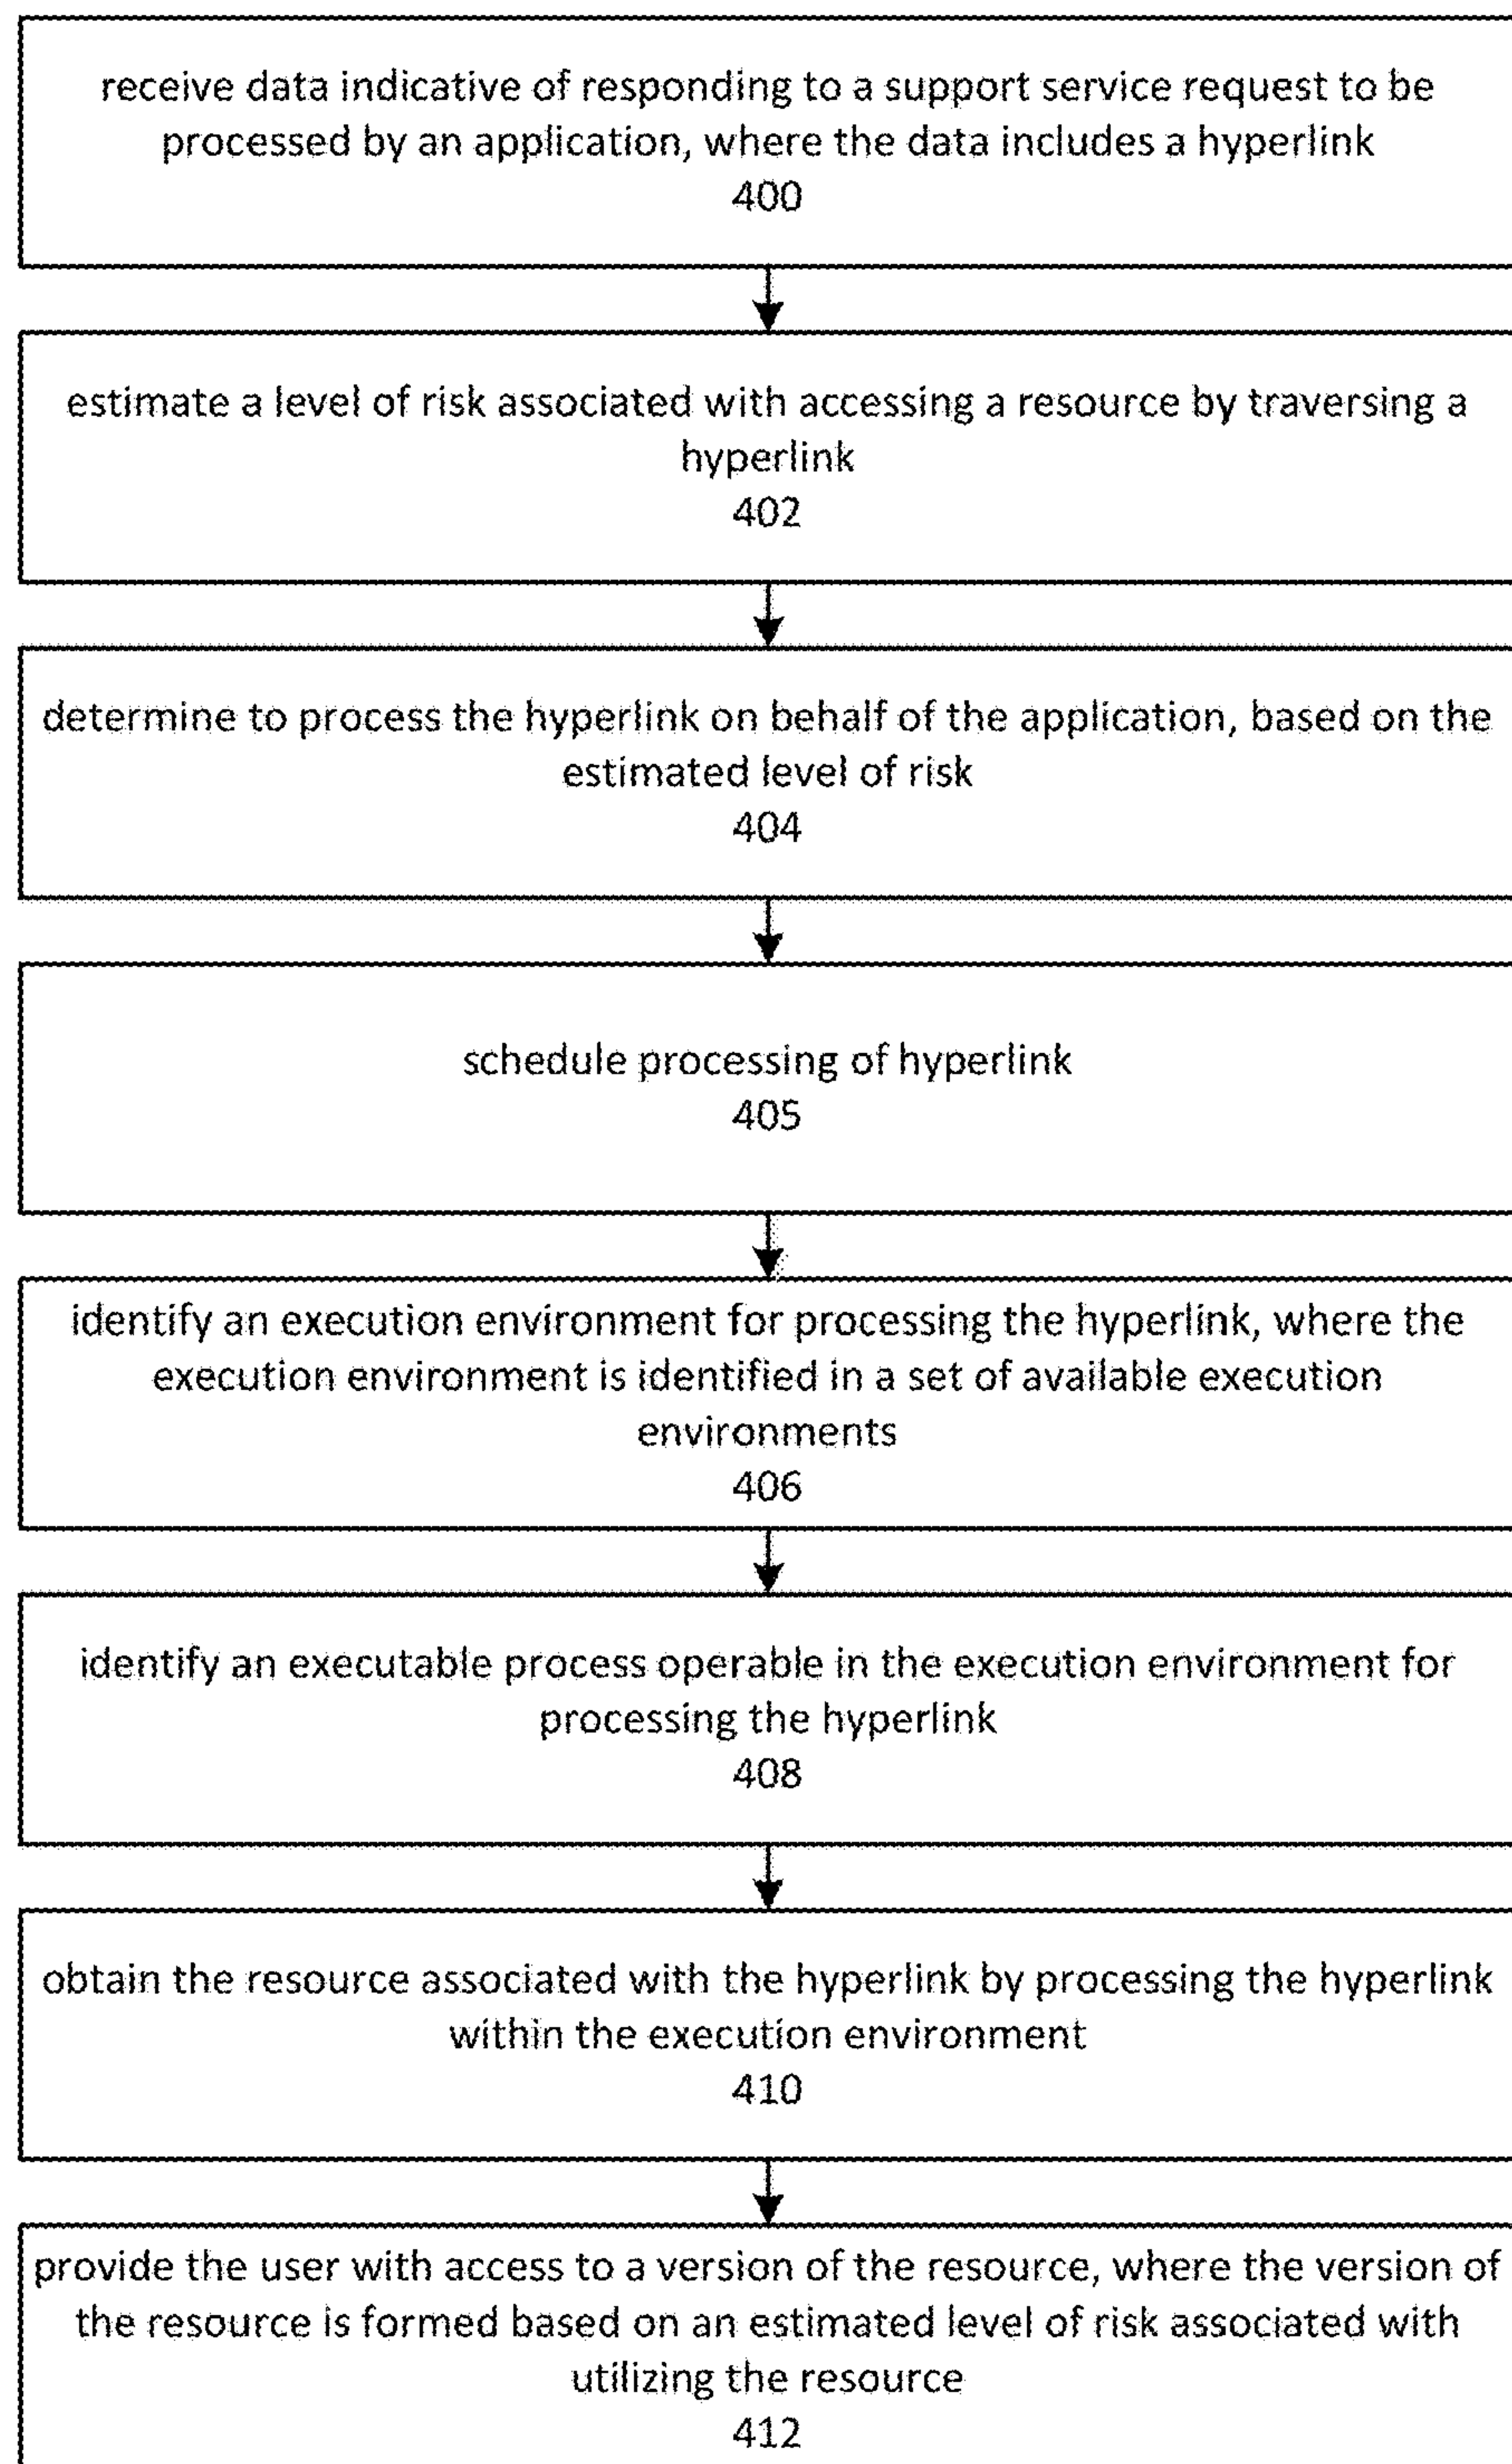 receive data indicative of responding to a support service request to be
processed by an application, where the data includes a hyperlink
400
estimate a level of risk associated with accessing a resource by traversing a
hyperlink
402
determine to process the hyperlink on behalf of the application, based on the
estimated level of risk
404
schedule processing of hyperlink
405
identify an execution environment for processing the hyperlink, where the
execution environment is identified in a set of available execution
environments
406
identify an executable process operable in the execution environment for
processing the hyperlink
408
obtain the resource associated with the hyperlink by processing the hyperlink
within the execution environment
410
provide the user with access to a version of the resource, where the version of
the resource is formed based on an estimated level of risk associated with
utilizing the resource
412